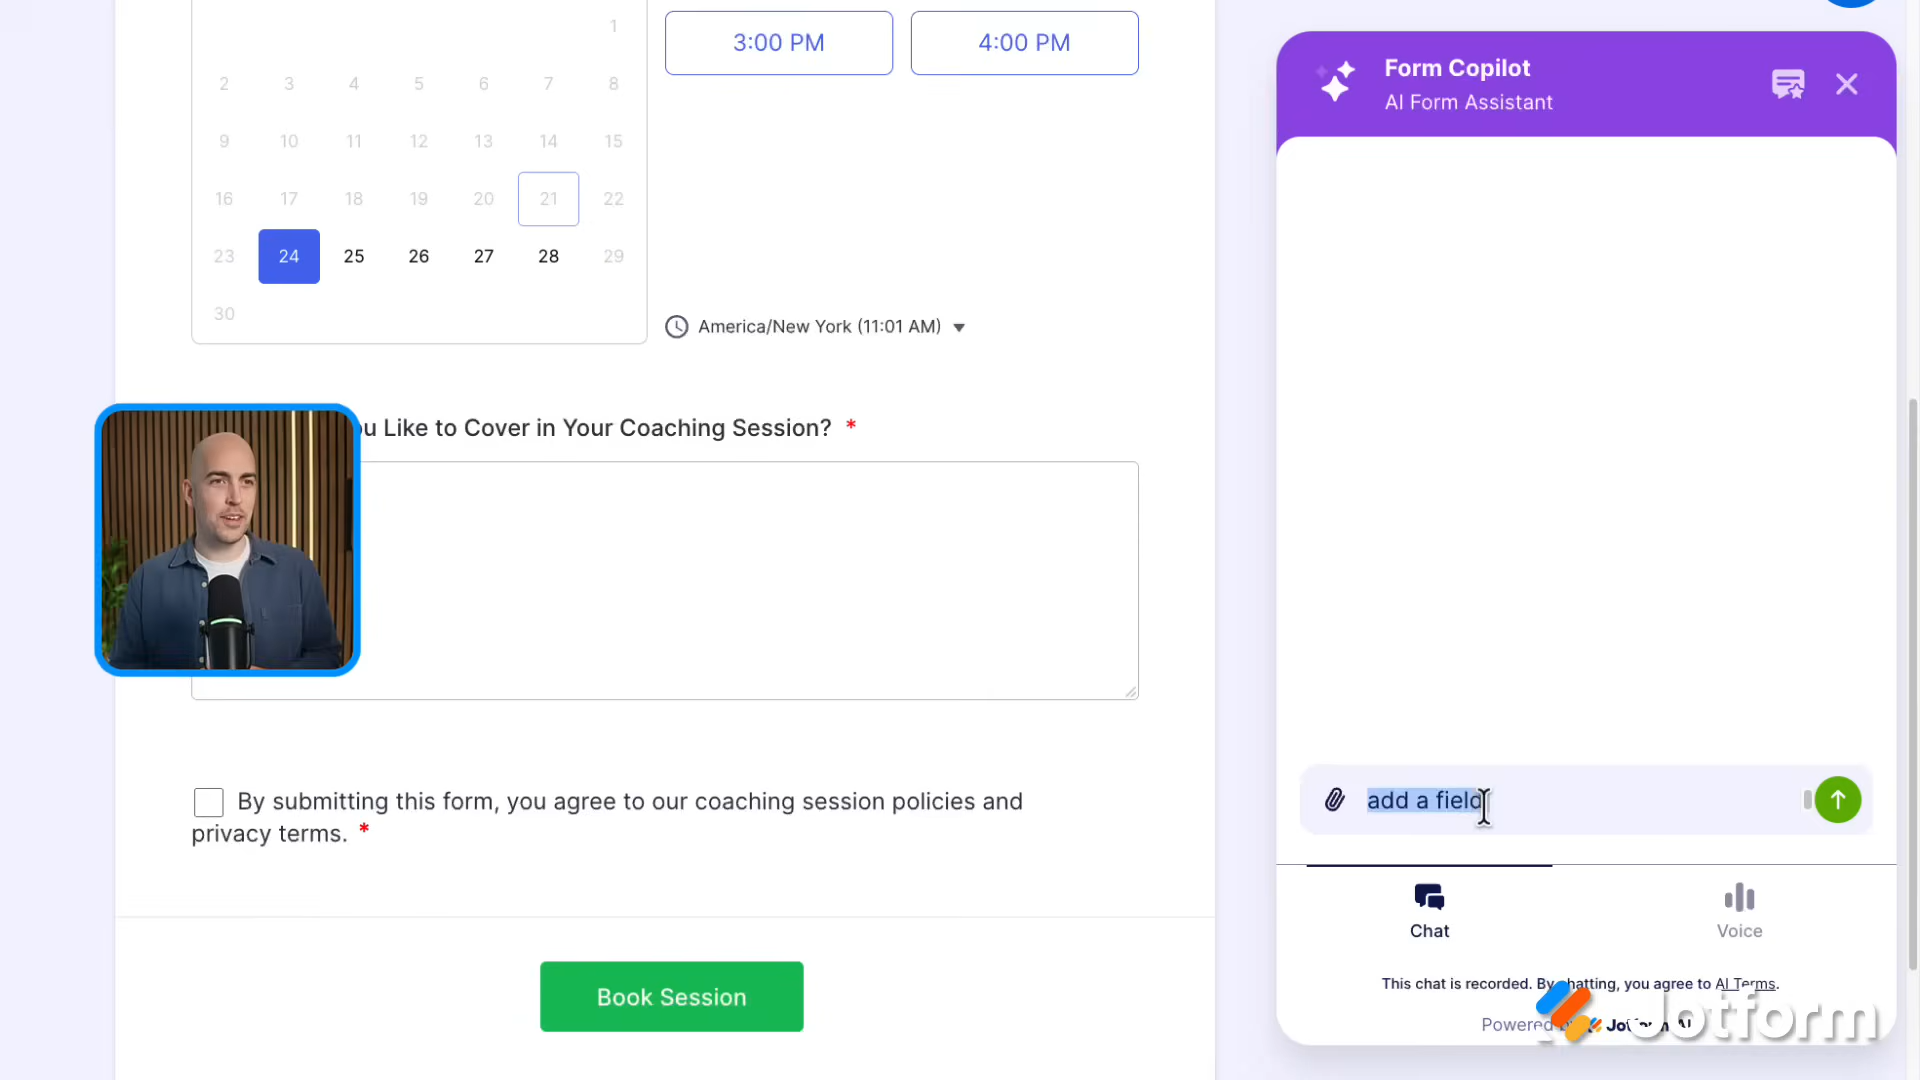 1
2 3 4 5 6 7 8
9 10 11 12 13 14 15
16 17 18 19 20 21 22
23 24 25 26 27 28 29
30
3:00 PM 4:00 PM
America/New York (11:01 AM)
u Like to Cover in Your Coaching Session? *
By submitting this form, you agree to our coaching session policies and
privacy terms. *
Book Session
Form Copilot
AI Form Assistant
add a field
Chat
Voice
This chat is recorded. By chatting, you agree to AI Terms.
Powered by Jotform AI
Jotform